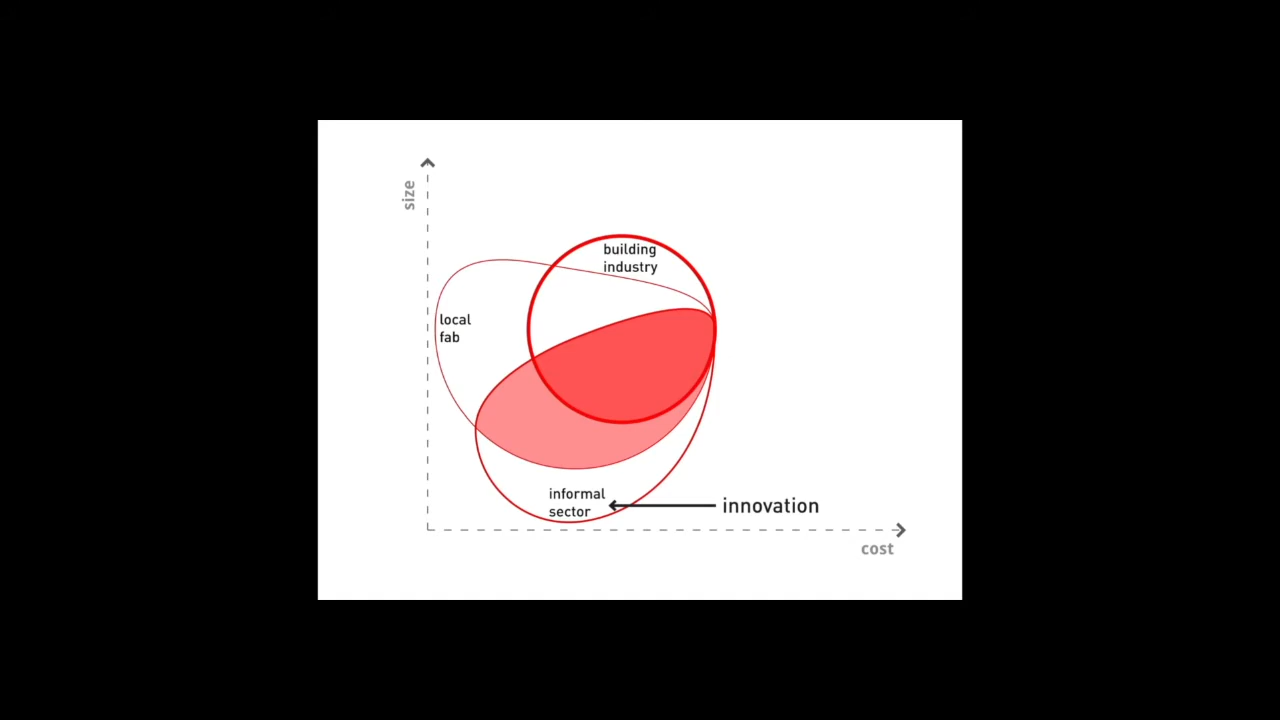 size
building
industry
local
fab
informal
sector
innovation
cost